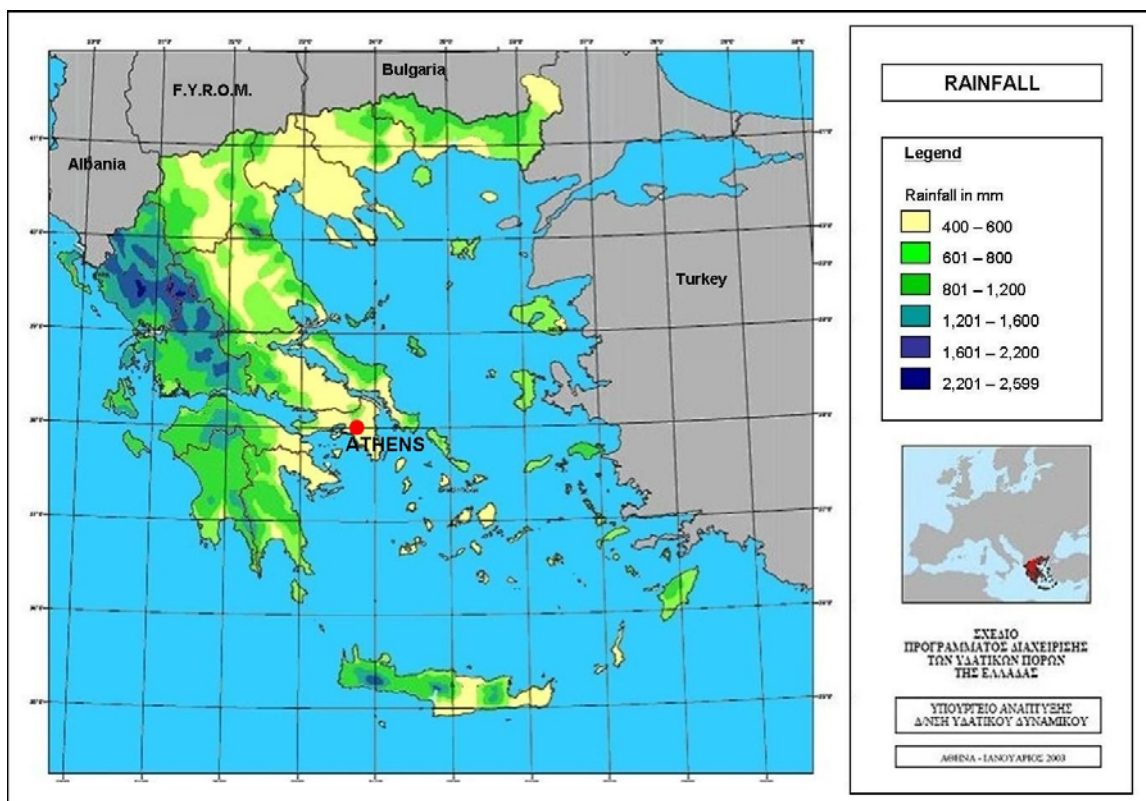 Bulgaria
F.Y.R.O.M.
Albania
Turkey
ATHENS
RAINFALL
Legend
Rainfall in mm
400 – 600
601 – 800
801 – 1,200
1,201 – 1,600
1,601 – 2,200
2,201 – 2,599
ΣΧΕΔΙΟ
ΠΡΟΓΡΑΜΜΑΤΟΣ ΔΙΑΧΕΙΡΙΣΗΣ
ΤΩΝ ΥΔΑΤΙΚΩΝ ΠΟΡΩΝ
ΤΗΣ ΕΛΛΑΔΑΣ
ΥΠΟΥΡΓΕΙΟ ΑΝΑΠΤΥΞΗΣ
Δ/ΝΣΗ ΥΔΑΤΙΚΟΥ ΔΥΝΑΜΙΚΟΥ
ΑΘΗΝΑ - ΙΑΝΟΥΑΡΙΟΣ 2003